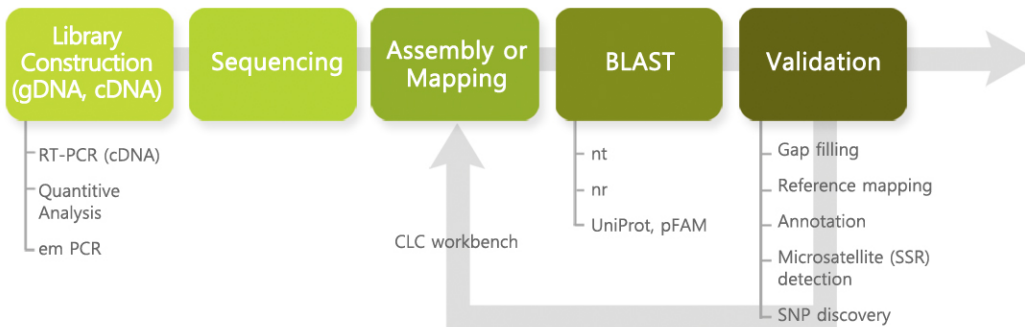 Library
Construction
(gDNA, cDNA)
Sequencing
Assembly or
Mapping
BLAST
Validation
RT-PCR (cDNA)
Quantitive
Analysis
em PCR
CLC workbench
nt
nr
UniProt, pFAM
Gap filling
Reference mapping
Annotation
Microsatellite (SSR)
detection
SNP discovery